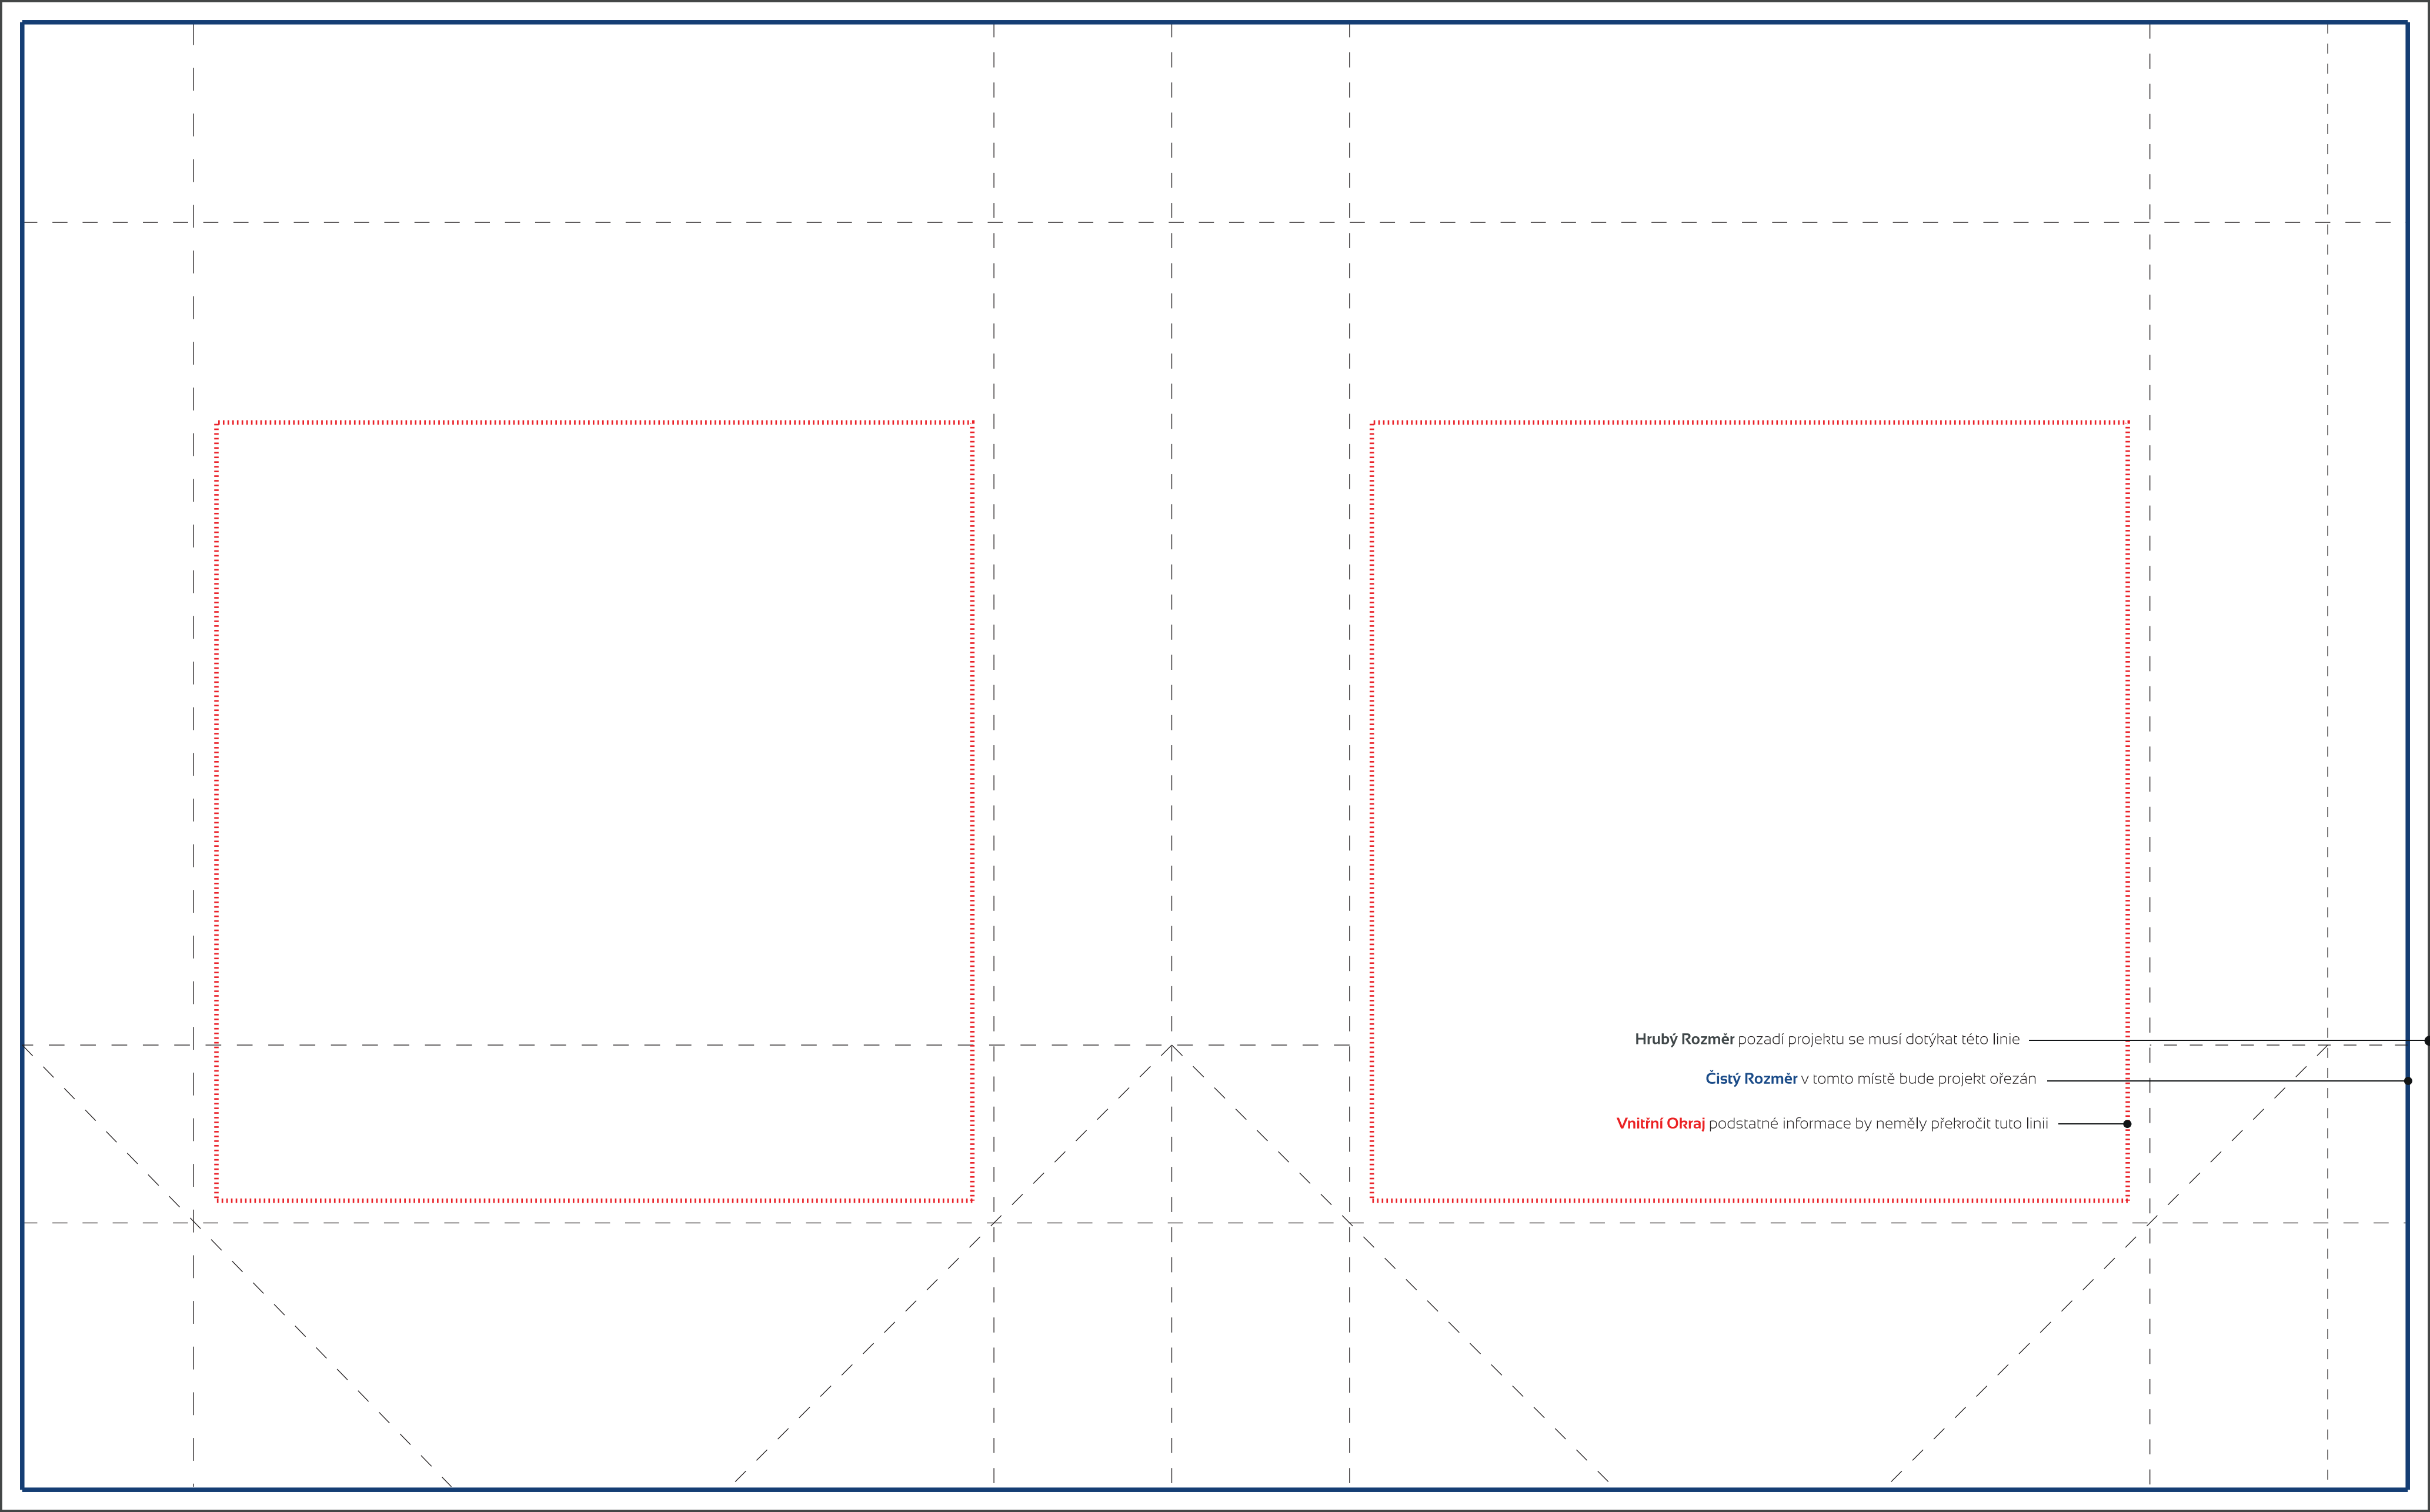 Hrubý Rozměr pozadí projektu se musí dotýkat této linie
Čistý Rozměr v tomto místě bude projekt ořezán
Vnitřní Okraj podstatné informace by neměly překročit tuto linii